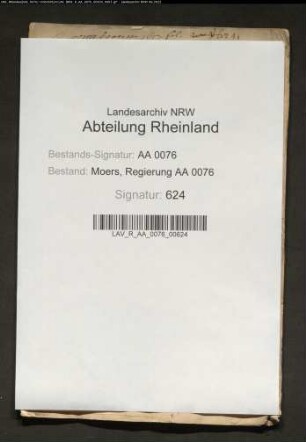 Landesarchiv NRW
Abteilung Rheinland
Bestands-Signatur: AA 0076
Bestand: Moers, Regierung AA 0076
Signatur: 624
LAV_R_AA_0076_00624